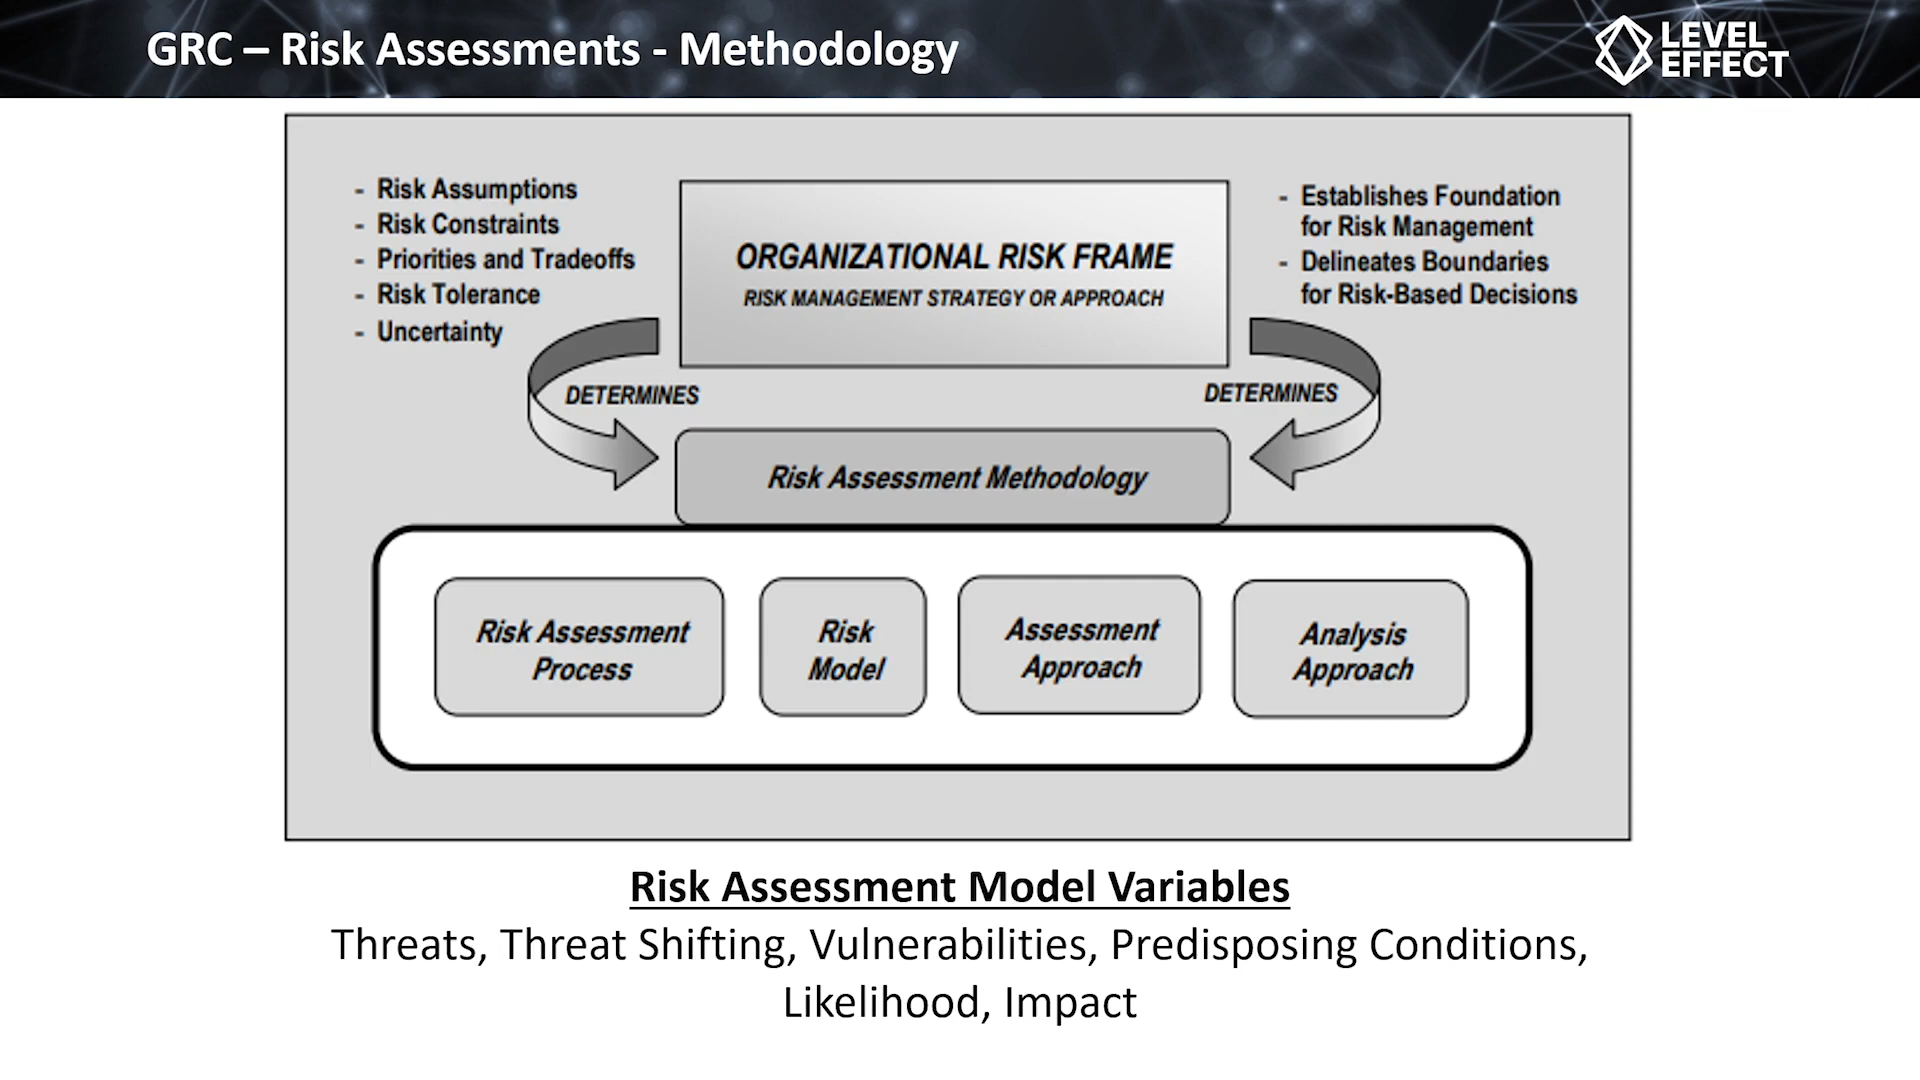 GRC – Risk Assessments - Methodology
LEVEL
EFFECT
- Risk Assumptions
- Risk Constraints
- Priorities and Tradeoffs
- Risk Tolerance
- Uncertainty
ORGANIZATIONAL RISK FRAME
RISK MANAGEMENT STRATEGY OR APPROACH
- Establishes Foundation
for Risk Management
- Delineates Boundaries
for Risk-Based Decisions
DETERMINES
DETERMINES
Risk Assessment Methodology
Risk Assessment
Process
Risk
Model
Assessment
Approach
Analysis
Approach
Risk Assessment Model Variables
Threats, Threat Shifting, Vulnerabilities, Predisposing Conditions,
Likelihood, Impact